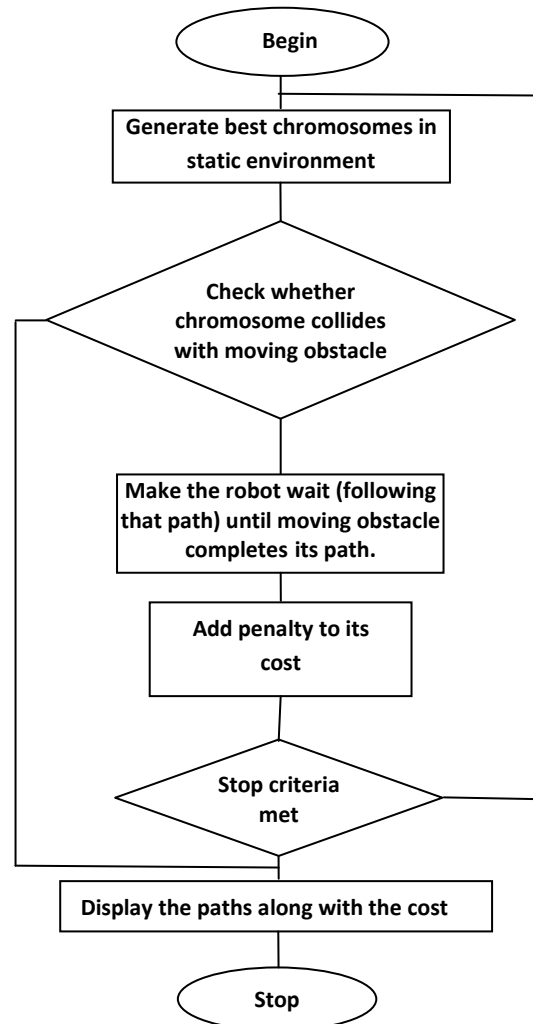 Begin
Generate best chromosomes in
static environment
Check whether
chromosome collides
with moving obstacle
Make the robot wait (following
that path) until moving obstacle
completes its path.
Add penalty to its
cost
Stop criteria
met
Display the paths along with the cost
Stop